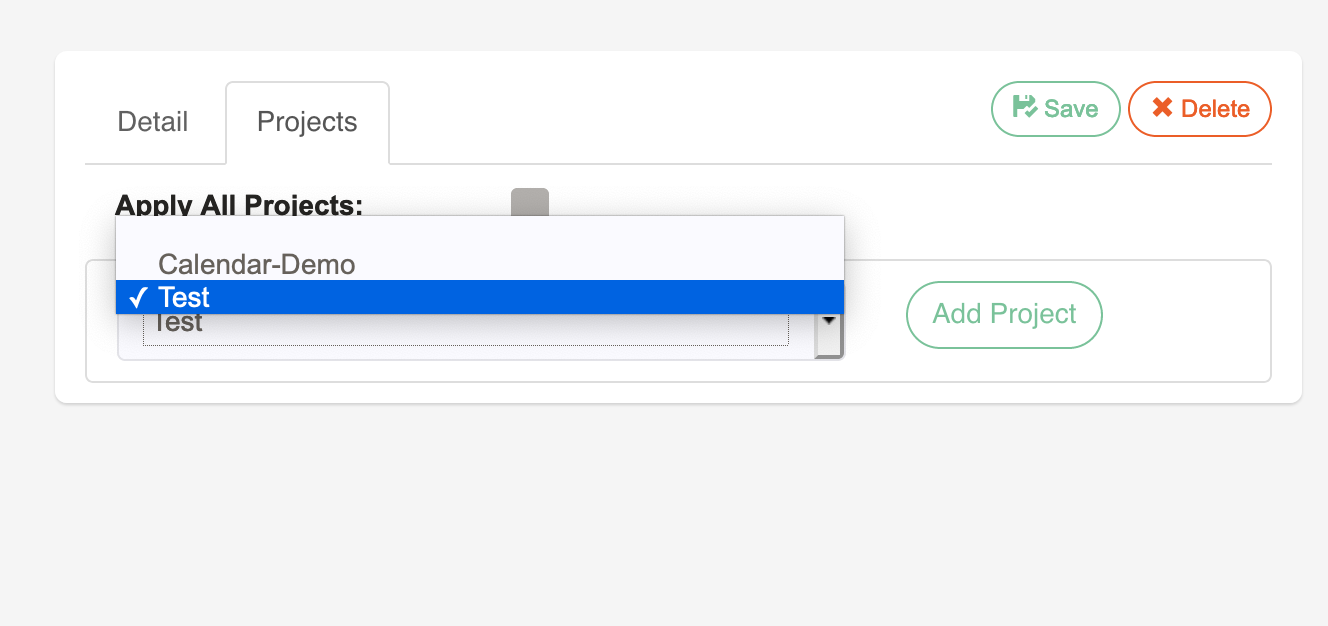 Detail
Projects
Save
Delete
Apply All Projects:
Calendar-Demo
✓ Test
Test
Add Project